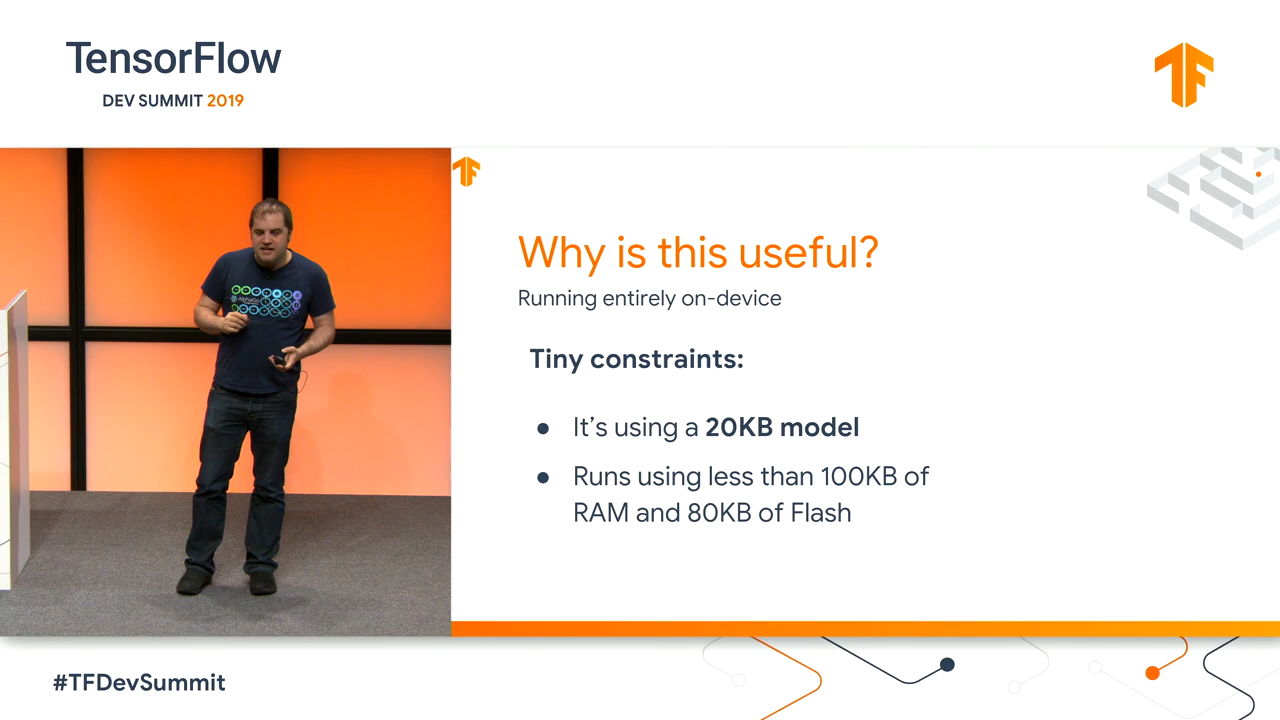 TensorFlow
DEV SUMMIT 2019
Why is this useful?
Running entirely on-device
Tiny constraints:
● It’s using a 20KB model
● Runs using less than 100KB of
RAM and 80KB of Flash
AlphaGo
#TFDevSummit